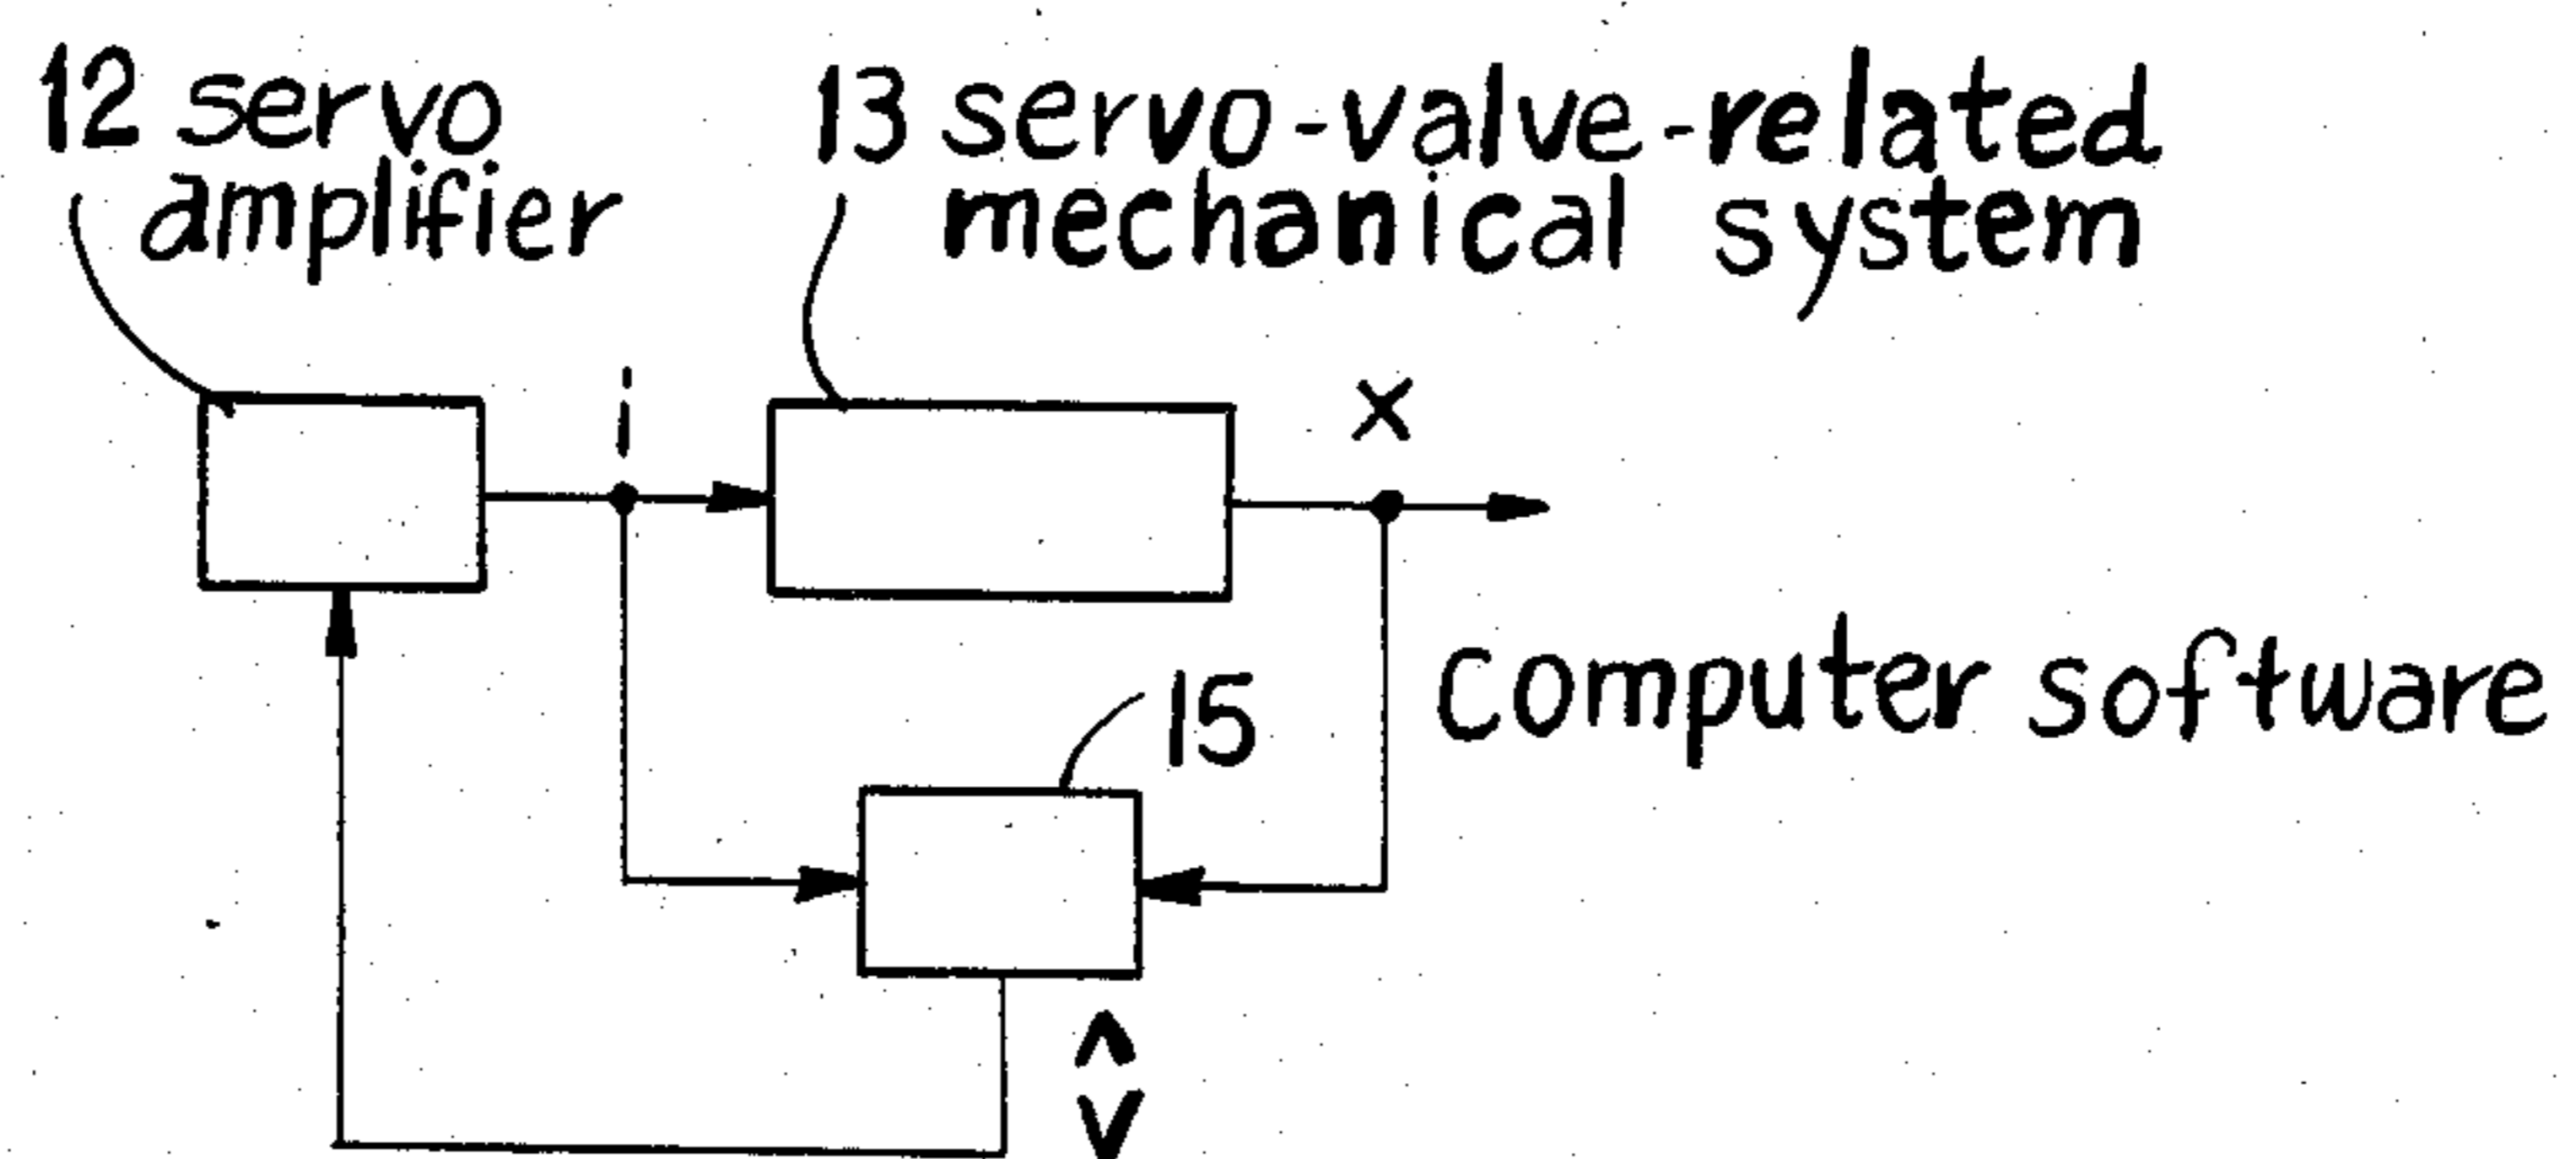 12 servo
amplifier
13 servo-valve-related
mechanical system
i
x
15
computer software
^
v